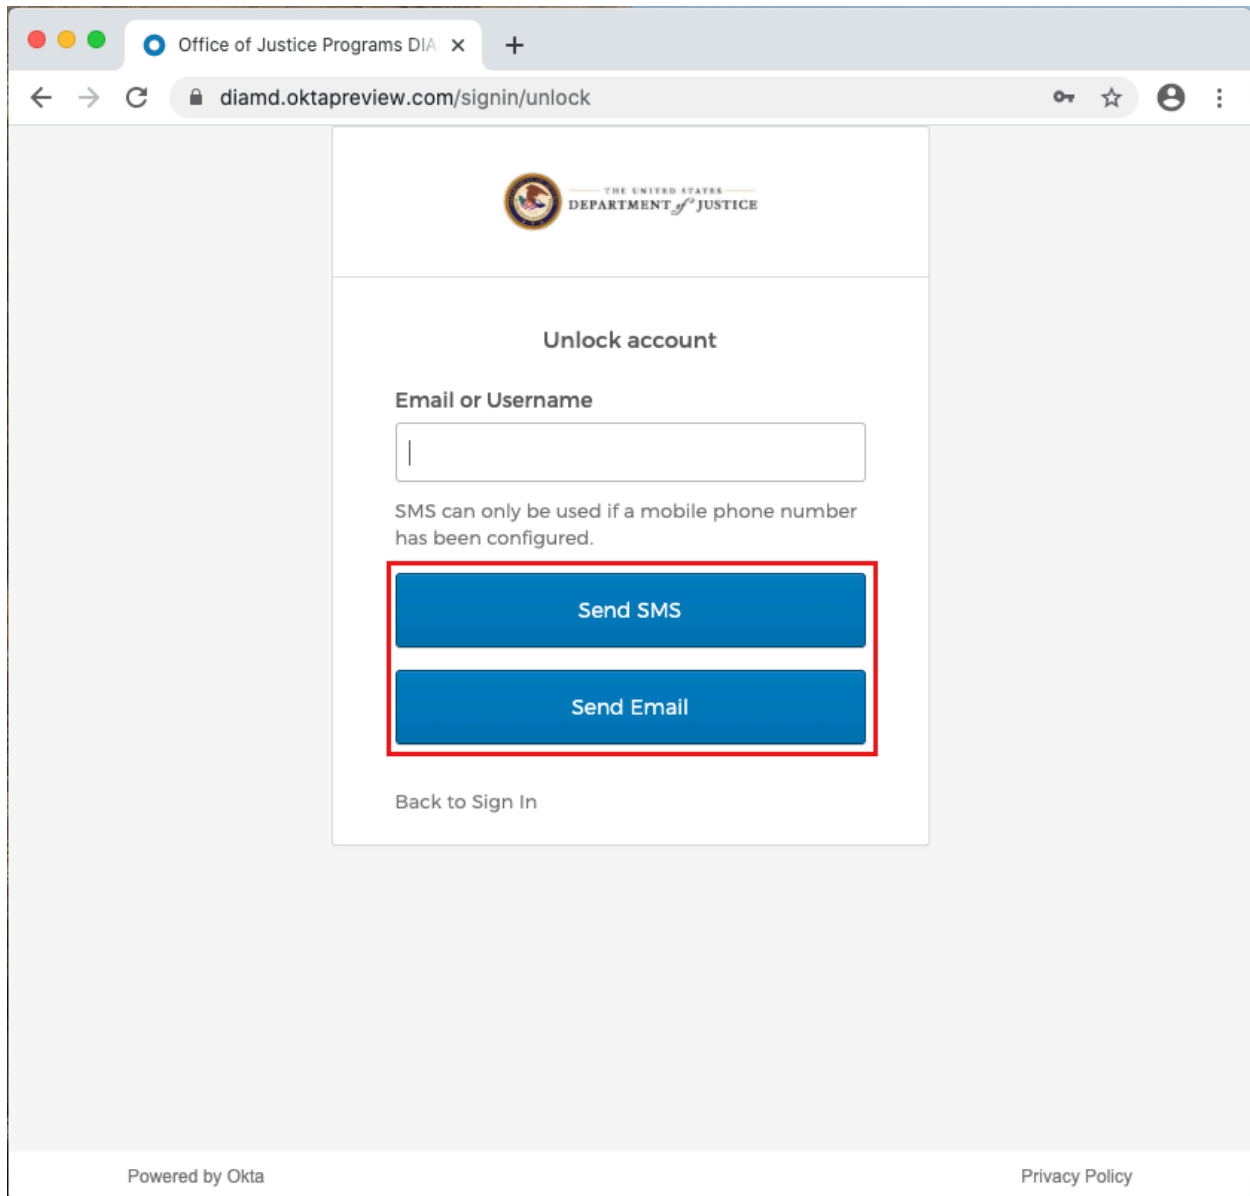 Office of Justice Programs DIA
diamd.oktapreview.com/signin/unlock
THE UNITED STATES
DEPARTMENT of JUSTICE
Unlock account
Email or Username
SMS can only be used if a mobile phone number
has been configured.
Send SMS
Send Email
Back to Sign In
Powered by Okta
Privacy Policy